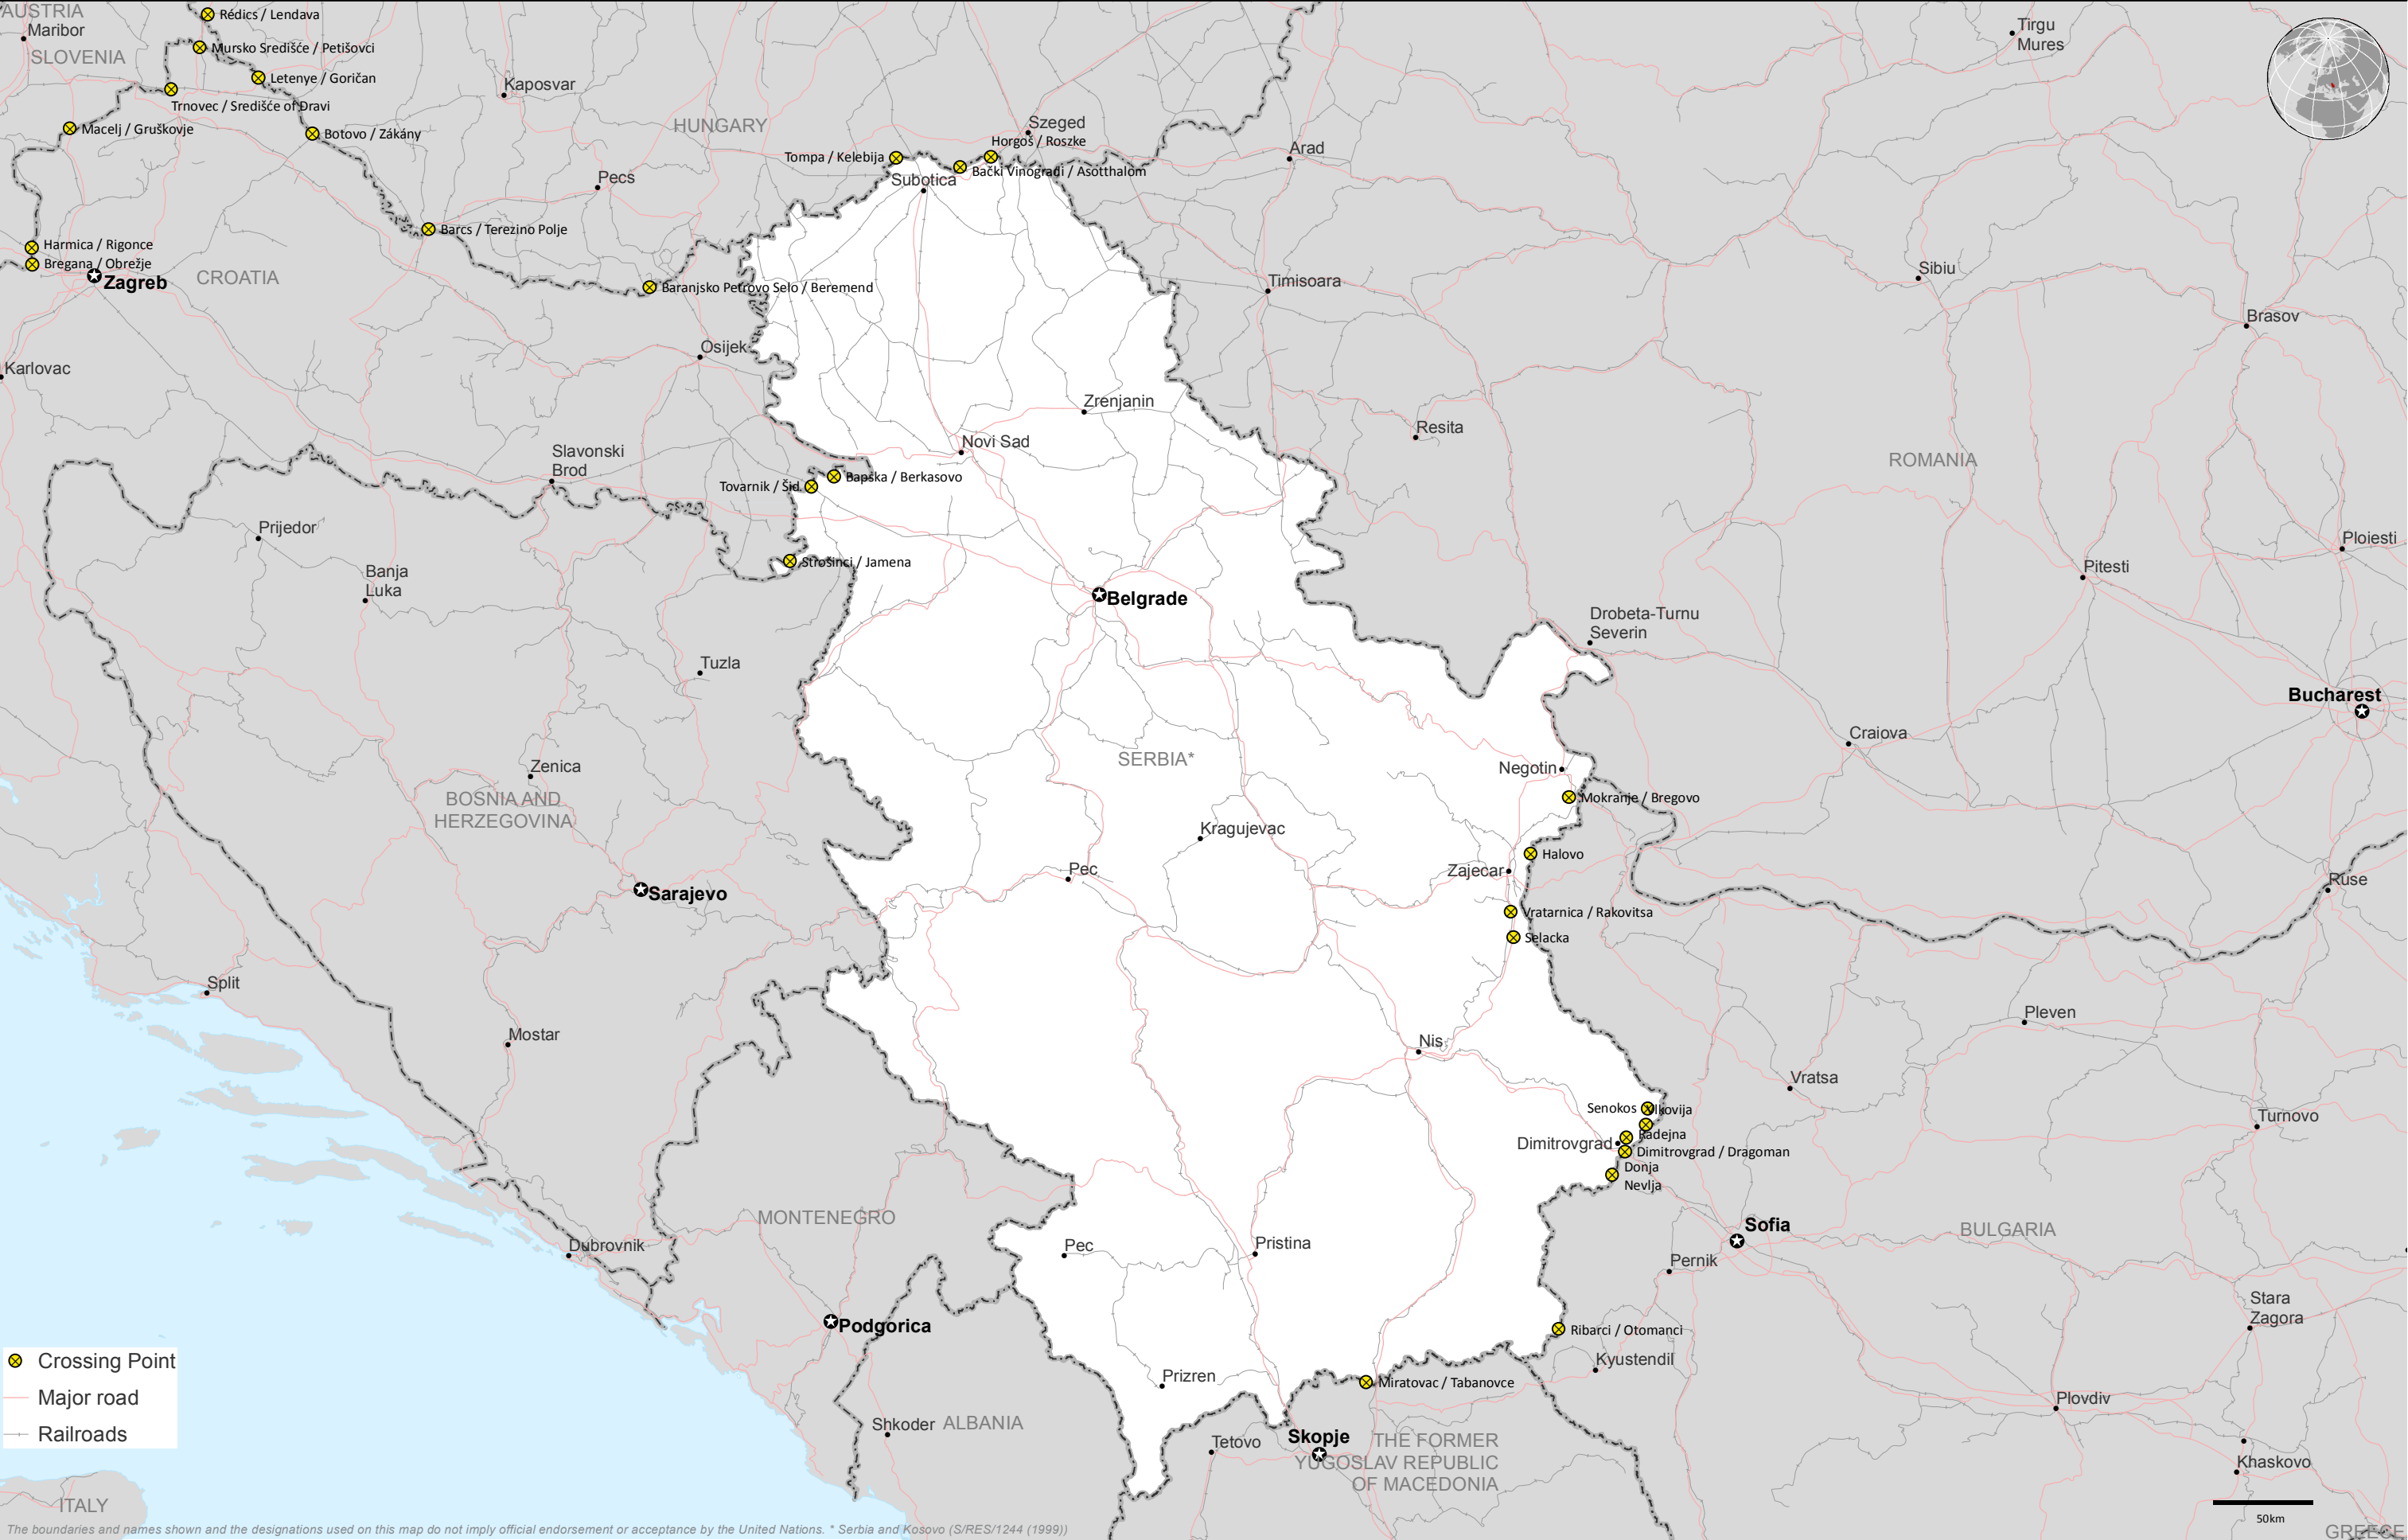 AUSTRIA
Maribor
SLOVENIA
Rédics / Lendava
Mursko Središće / Petišovci
Letenye / Goričan
Trnovec / Središče ob Dravi
Macelj / Gruškovje
Botovo / Zákány
Kaposvar
HUNGARY
Szeged
Horgoš / Roszke
Tompa / Kelebija
Bački Vinogradi / Asotthalom
Subotica
Arad
Tirgu
Mures
Pecs
Barcs / Terezino Polje
Harmica / Rigonce
Bregana / Obrežje
Zagreb
CROATIA
Baranjsko Petrovo Selo / Beremend
Timisoara
Sibiu
Brasov
Osijek
Karlovac
Zrenjanin
Novi Sad
Resita
ROMANIA
Slavonski
Brod
Tovarnik / Šid
Bapska / Berkasovo
Prijedor
Banja
Luka
Strošinci / Jamena
Belgrade
Ploiesti
Pitesti
Drobeta-Turnu
Severin
Tuzla
Bucharest
Craiova
SERBIA*
Zenica
BOSNIA AND
HERZEGOVINA
Negotin
Mokranje / Bregovo
Kragujevac
Halovo
Zajecar
Pec
Sarajevo
Ruse
Vratarnica / Rakovitsa
Selacka
Split
Mostar
Pleven
Nis
Vratsa
Senokos
Vlkovija
Radejna
Dimitrovgrad
Dimitrovgrad / Dragoman
Donja
Nevlja
Turnovo
MONTENEGRO
Dubrovnik
Pec
Pristina
Sofia
BULGARIA
Pernik
Stara
Zagora
Podgorica
Ribarci / Otomanci
Kyustendil
Prizren
Miratovac / Tabanovce
Plovdiv
Crossing Point
Major road
Railroads
Shkoder
ALBANIA
Tetovo
Skopje
THE FORMER
YUGOSLAV REPUBLIC
OF MACEDONIA
Khaskovo
ITALY
50km
GREECE
The boundaries and names shown and the designations used on this map do not imply official endorsement or acceptance by the United Nations. * Serbia and Kosovo (S/RES/1244 (1999))